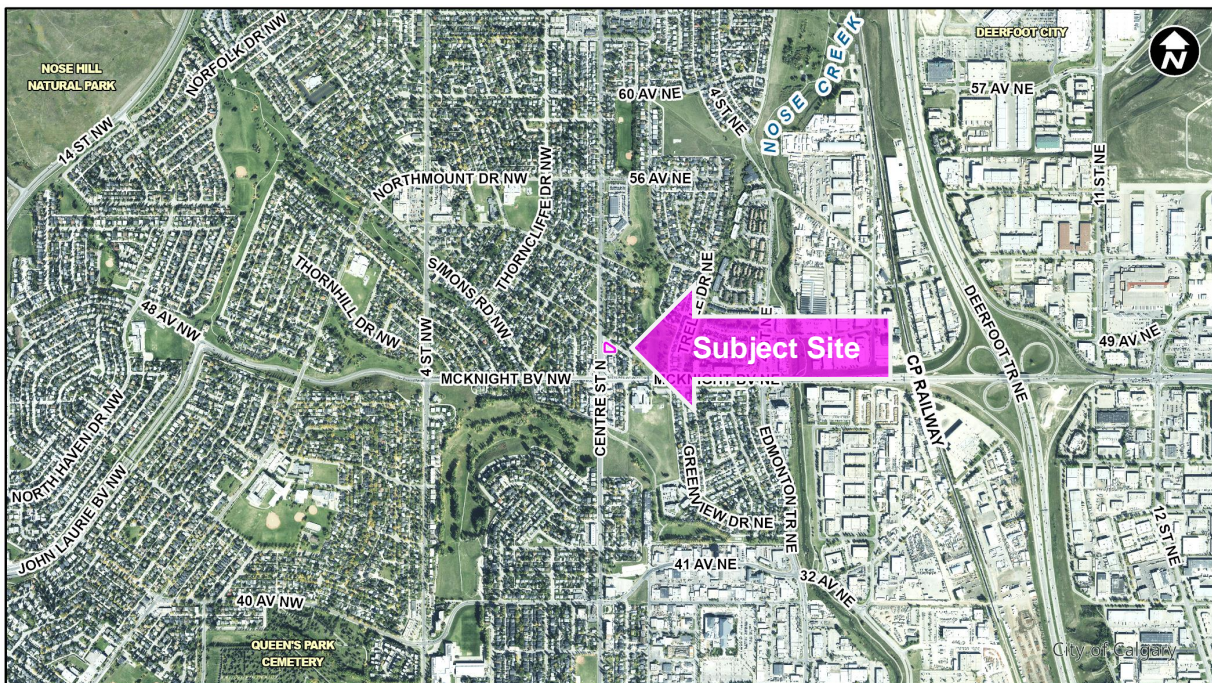 DEERFOOT CITY
N
NOSE HILL
NATURAL PARK
NORFOLK DR NW
NOSE CREEK
60 AV NE
4 ST NE
57 AV NE
14 ST NW
NORTHMOUNT DR NW
THORNCLIFFE DR NW
56 AV NE
11 ST NE
THORNHILL DR NW
SIMONS RD NW
48 AV NW
4 ST NW
DEERFOOT TR NE
49 AV NE
Subject Site
MCKNIGHT BV NW
MCKNIGHT BV NE
CENTRE ST N
CP RAILWAY
NORTH HAVEN DR NW
JOHN LAURIE BV NW
GREENVIEW DR NE
EDMONTON TR NE
12 ST NE
41 AV NE
32 AV NE
40 AV NW
QUEEN'S PARK
CEMETERY
City of Calgary